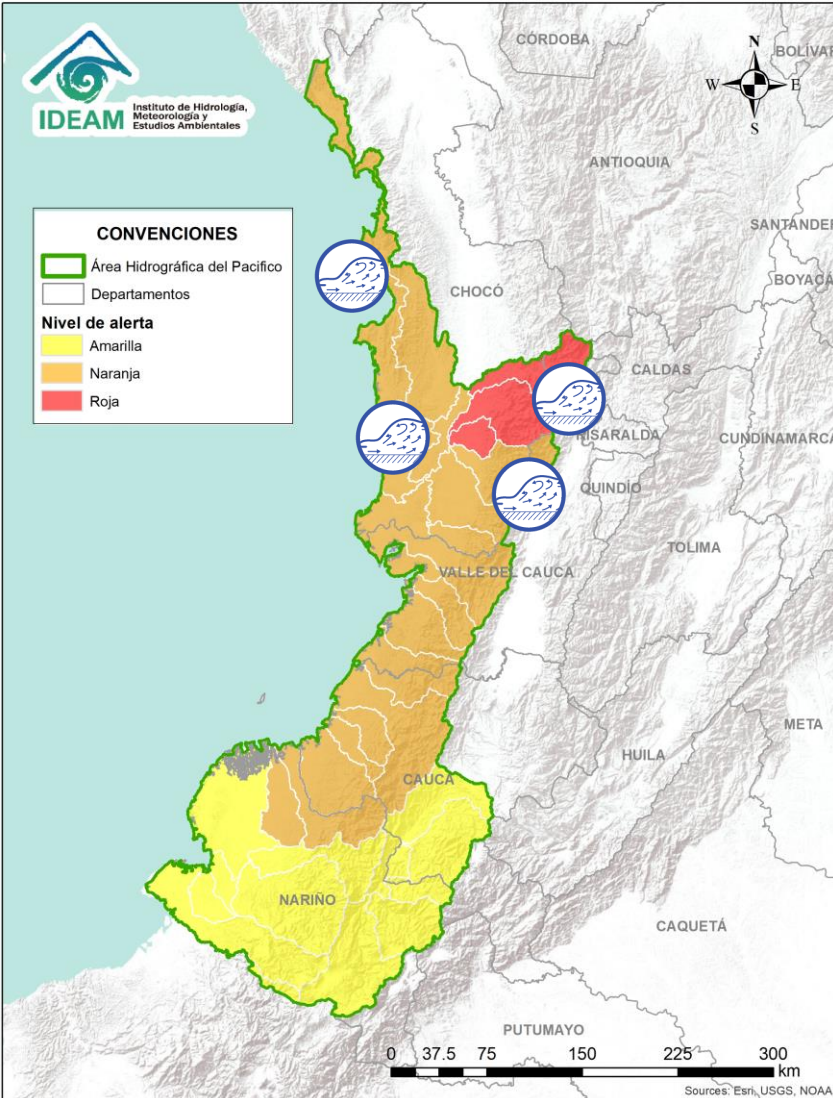 CÓRDOBA
BOLÍVAR
IDEAM
Instituto de Hidrología,
Meteorología y
Estudios Ambientales
N
W
E
S
ANTIOQUIA
SANTANDER
CONVENCIONES
Área Hidrográfica del Pacifico
Departamentos
Nivel de alerta
Amarilla
Naranja
Roja
BOYACÁ
CHOCÓ
CALDAS
RISARALDA
CUNDINAMARCA
QUINDÍO
TOLIMA
VALLE DEL CAUCA
META
HUILA
CAUCA
NARIÑO
CAQUETÁ
PUTUMAYO
0 37.5 75 150 225 300
km
Sources: Esri, USGS, NOAA